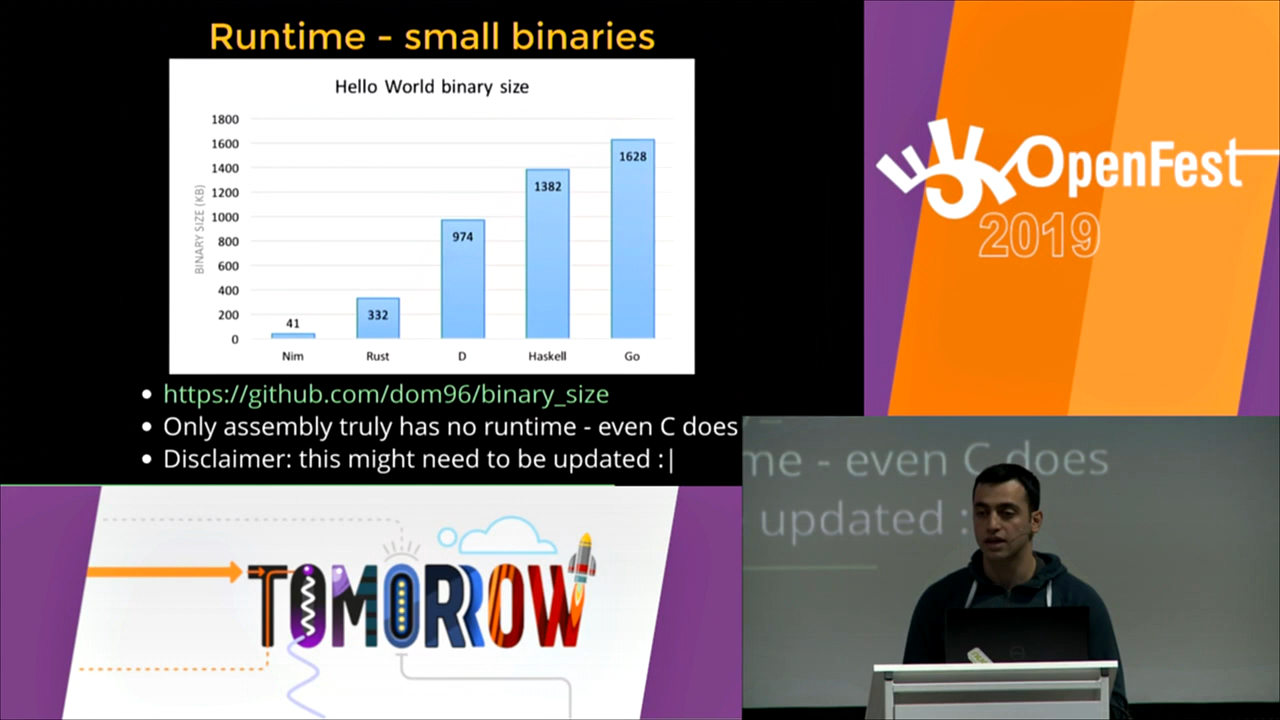 Runtime - small binaries
Hello World binary size
BINARY SIZE (KB)
1800
1600
1400
1200
1000
800
600
400
200
0
41
332
974
1382
1628
Nim
Rust
D
Haskell
Go
https://github.com/dom96/binary_size
Only assembly truly has no runtime - even C does
Disclaimer: this might need to be updated :|
OpenFest
2019
me - even C does
updated :
TOMORROW